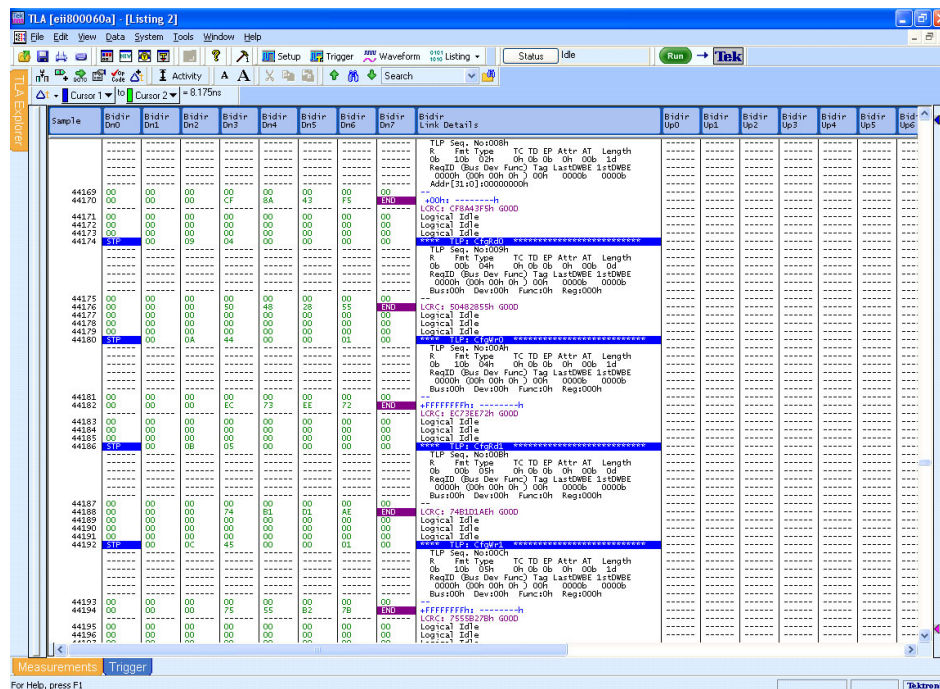 TLA [eii800060a] - [Listing 2]
File Edit View Data System Tools Window Help
Setup Trigger Waveform Listing Status Idle Run Tek
Activity A A Search
Cursor 1 to Cursor 2 = 8.175ns
TLA Explorer
Sample Bidir Dn0 Bidir Dn1 Bidir Dn2 Bidir Dn3 Bidir Dn4 Bidir Dn5 Bidir Dn6 Bidir Dn7 Bidir Link Details Bidir Up0 Bidir Up1 Bidir Up2 Bidir Up3 Bidir Up4 Bidir Up5 Bidir Up6
TLP Seq. No:008h
R Fmt Type TC TD EP Attr AT Length
0b 10b 02h 0h 0b 0b 0h 00b 1d
ReqID (Bus Dev Func) Tag LastDWBE 1stDWBE
0000h (00h 00h 0h ) 00h 0000b 0000b
Addr[31:0]:00000000h
44169 00 00 00 00 00 00 00 00 --
44170 00 00 00 CF 8A 43 F5 END +00h: --------h
LCRC: CF8A43F5h GOOD
44171 00 00 00 00 00 00 00 00 Logical Idle
44172 00 00 00 00 00 00 00 00 Logical Idle
44173 00 00 00 00 00 00 00 00 Logical Idle
44174 STP 00 09 04 00 00 00 00 **** TLP: CfgRd0 **************************
TLP Seq. No:009h
R Fmt Type TC TD EP Attr AT Length
0b 00b 04h 0h 0b 0b 0h 00b 0d
ReqID (Bus Dev Func) Tag LastDWBE 1stDWBE
0000h (00h 00h 0h ) 00h 0000b 0000b
Bus:00h Dev:00h Func:0h Reg:000h
44175 00 00 00 00 00 00 00 00 --
44176 00 00 00 50 48 28 55 END LCRC: 50482855h GOOD
44177 00 00 00 00 00 00 00 00 Logical Idle
44178 00 00 00 00 00 00 00 00 Logical Idle
44179 00 00 00 00 00 00 00 00 Logical Idle
44180 STP 00 0A 44 00 00 01 00 **** TLP: CfgWr0 **************************
TLP Seq. No:00Ah
R Fmt Type TC TD EP Attr AT Length
0b 10b 04h 0h 0b 0b 0h 00b 1d
ReqID (Bus Dev Func) Tag LastDWBE 1stDWBE
0000h (00h 00h 0h ) 00h 0000b 0000b
Bus:00h Dev:00h Func:0h Reg:000h
44181 00 00 00 00 00 00 00 00 --
44182 00 00 00 EC 73 EE 72 END +FFFFFFFFh: --------h
LCRC: EC73EE72h GOOD
44183 00 00 00 00 00 00 00 00 Logical Idle
44184 00 00 00 00 00 00 00 00 Logical Idle
44185 00 00 00 00 00 00 00 00 Logical Idle
44186 STP 00 0B 05 00 00 00 00 **** TLP: CfgRd1 **************************
TLP Seq. No:00Bh
R Fmt Type TC TD EP Attr AT Length
0b 00b 05h 0h 0b 0b 0h 00b 0d
ReqID (Bus Dev Func) Tag LastDWBE 1stDWBE
0000h (00h 00h 0h ) 00h 0000b 0000b
Bus:00h Dev:00h Func:0h Reg:000h
44187 00 00 00 00 00 00 00 00 --
44188 00 00 00 74 B1 D1 AE END LCRC: 74B1D1AEh GOOD
44189 00 00 00 00 00 00 00 00 Logical Idle
44190 00 00 00 00 00 00 00 00 Logical Idle
44191 00 00 00 00 00 00 00 00 Logical Idle
44192 STP 00 0C 45 00 00 01 00 **** TLP: CfgWr1 **************************
TLP Seq. No:00Ch
R Fmt Type TC TD EP Attr AT Length
0b 10b 05h 0h 0b 0b 0h 00b 1d
ReqID (Bus Dev Func) Tag LastDWBE 1stDWBE
0000h (00h 00h 0h ) 00h 0000b 0000b
Bus:00h Dev:00h Func:0h Reg:000h
44193 00 00 00 00 00 00 00 00 --
44194 00 00 00 75 55 B2 7B END +FFFFFFFFh: --------h
LCRC: 7555B27Bh GOOD
44195 00 00 00 00 00 00 00 00 Logical Idle
44196 00 00 00 00 00 00 00 00 Logical Idle
Measurements Trigger
For Help, press F1
Tektron